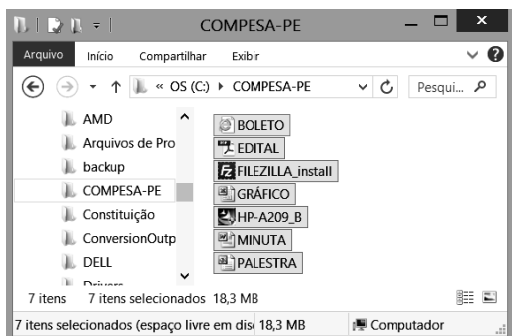 COMPESA-PE
Arquivo Início Compartilhar Exibir
« OS (C:) COMPESA-PE Pesqui...
AMD
Arquivos de Pro
backup
COMPESA-PE
Constituição
ConversionOutp
DELL
BOLETO
EDITAL
FILEZILLA_install
GRÁFICO
HP-A209_B
MINUTA
PALESTRA
7 itens 7 itens selecionados 18,3 MB
7 itens selecionados (espaço livre em dis 18,3 MB Computador